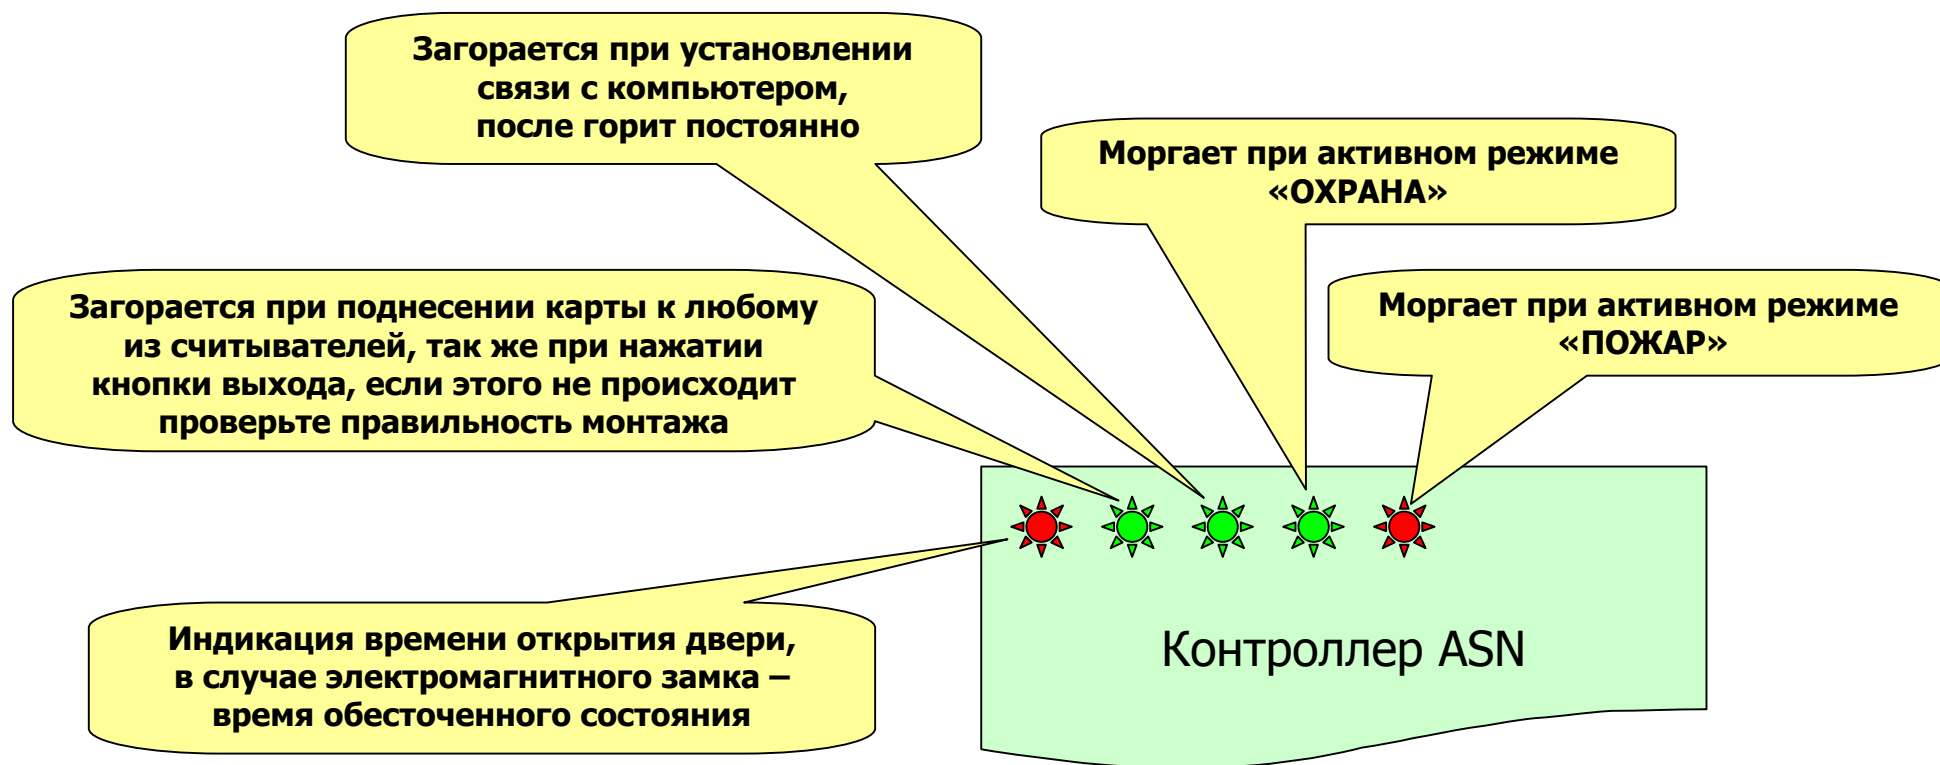 Загорается при установлении
связи с компьютером,
после горит постоянно
Моргает при активном режиме
«ОХРАНА»
Загорается при поднесении карты к любому
из считывателей, так же при нажатии
кнопки выхода, если этого не происходит
проверьте правильность монтажа
Моргает при активном режиме
«ПОЖАР»
Индикация времени открытия двери,
в случае электромагнитного замка –
время обесточенного состояния
Контроллер ASN